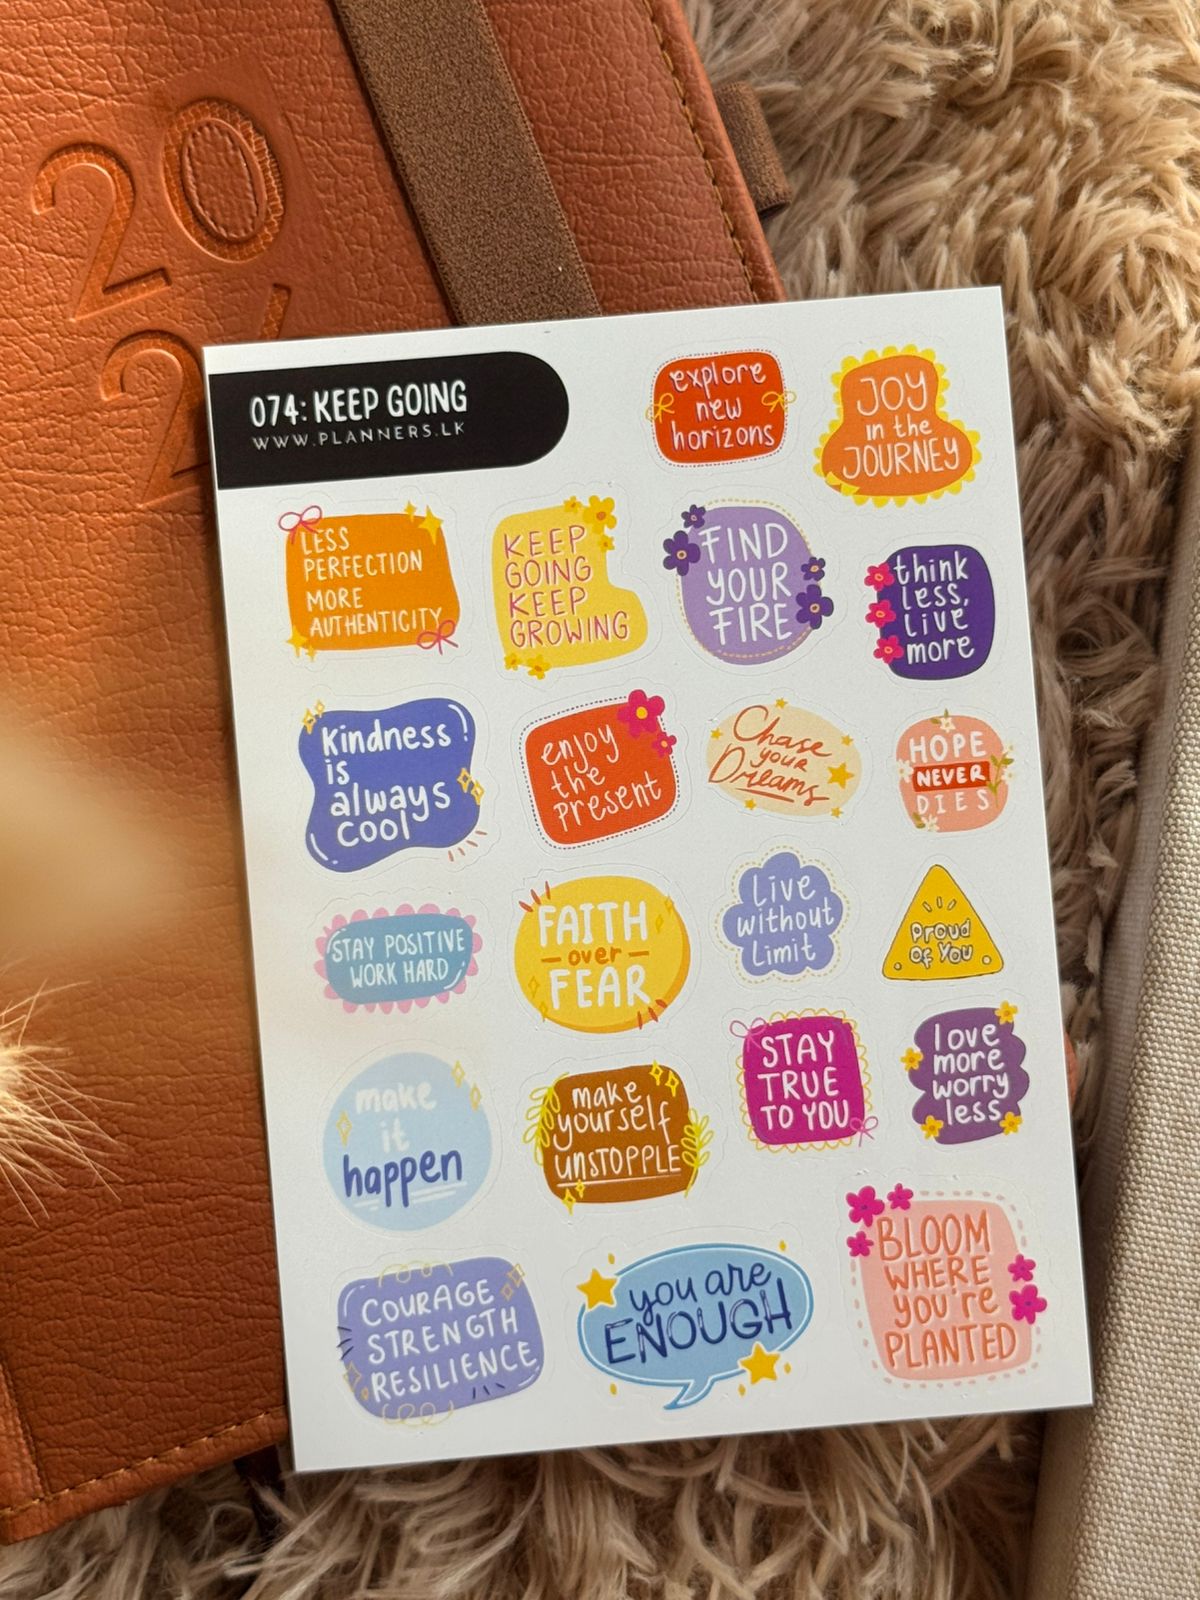 20
2
074: KEEP GOING
WWW.PLANNERS.LK
explore
new
horizons
JOY
in the
JOURNEY
LESS
PERFECTION
MORE
AUTHENTICITY
KEEP
GOING
KEEP
GROWING
FIND
YOUR
FIRE
think
less,
live
more
Kindness
is
always
cool
enjoy
the
present
Chase
your
Dreams
HOPE
NEVER
DIES
STAY POSITIVE
WORK HARD
FAITH
over
FEAR
Live
without
Limit
Proud
of You
make
it
happen
make
yourself
UNSTOPPLE
STAY
TRUE
TO YOU
love
more
worry
less
COURAGE
STRENGTH
RESILIENCE
you are
ENOUGH
BLOOM
WHERE
you're
PLANTED